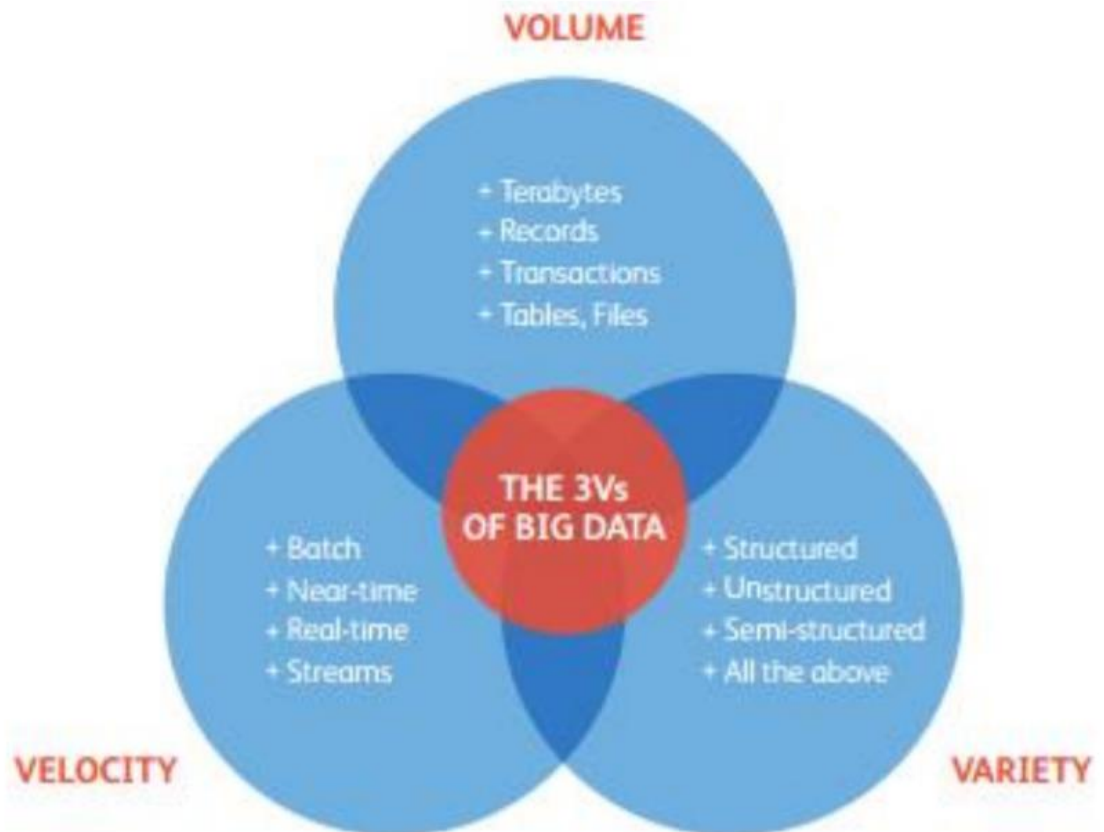 VOLUME
+ Terabytes
+ Records
+ Transactions
+ Tables, Files
THE 3Vs
OF BIG DATA
+ Batch
+ Near-time
+ Real-time
+ Streams
+ Structured
+ Unstructured
+ Semi-structured
+ All the above
VELOCITY
VARIETY